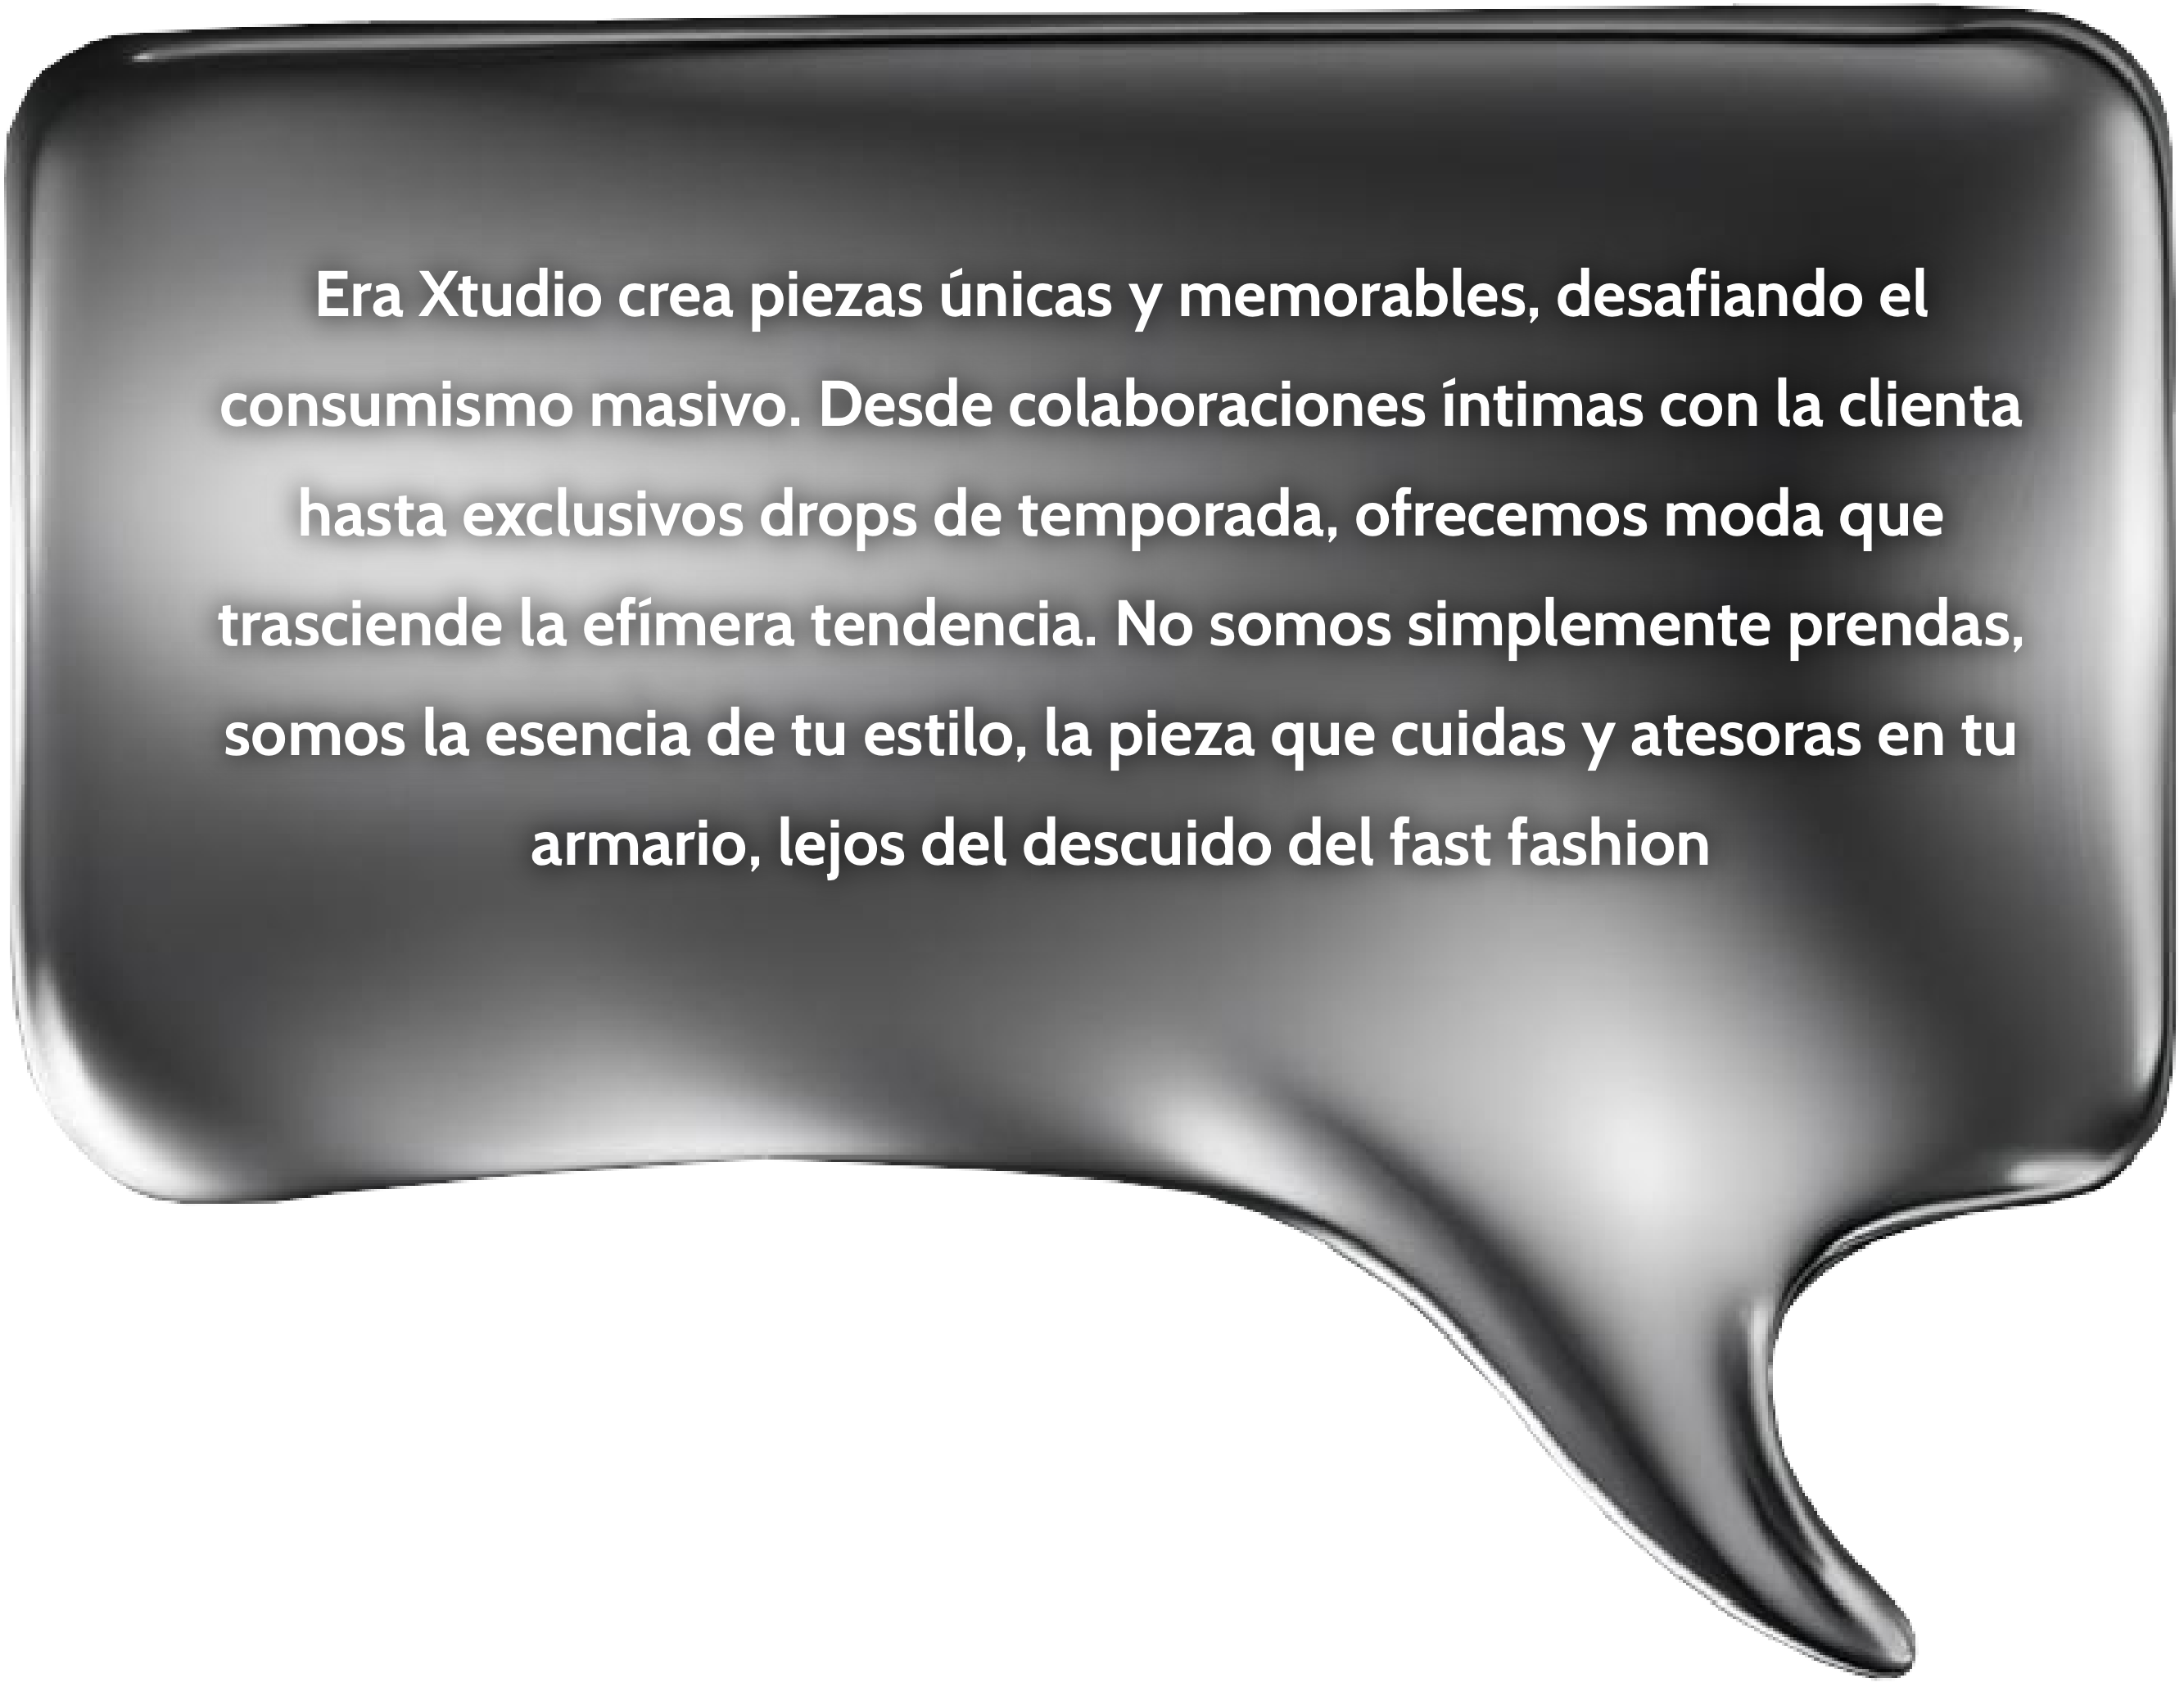 Era Xtudio crea piezas únicas y memorables, desafiando el
consumismo masivo. Desde colaboraciones íntimas con la clienta
hasta exclusivos drops de temporada, ofrecemos moda que
trasciende la efímera tendencia. No somos simplemente prendas,
somos la esencia de tu estilo, la pieza que cuidas y atesoras en tu
armario, lejos del descuido del fast fashion